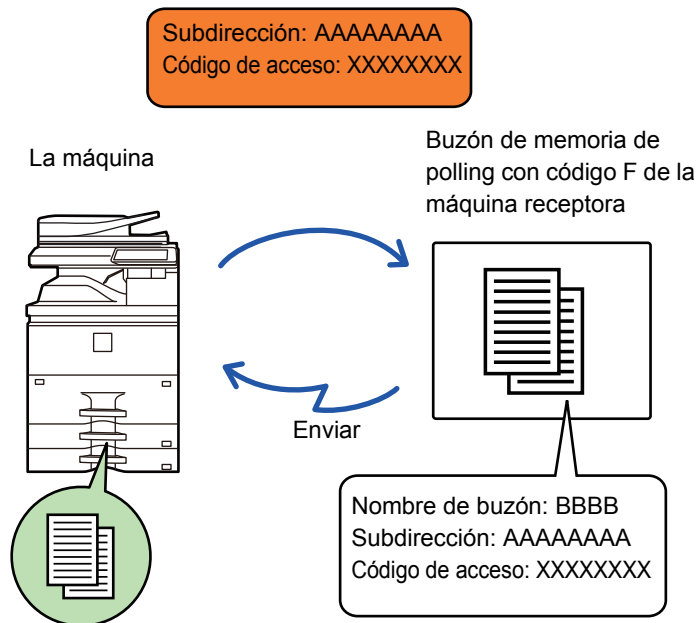 Subdirección: AAAAAAAA
Código de acceso: XXXXXXXX
La máquina
Buzón de memoria de
polling con código F de la
máquina receptora
Enviar
Nombre de buzón: BBBB
Subdirección: AAAAAAAA
Código de acceso: XXXXXXXX